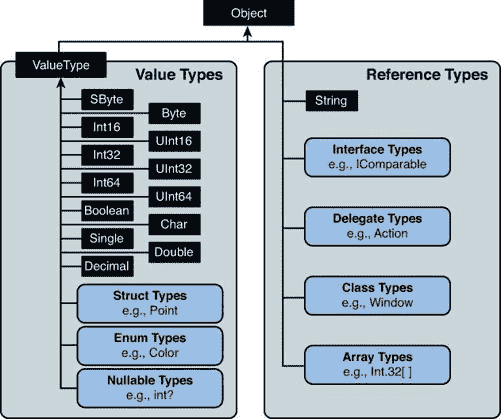 Object
ValueType
Value Types
SByte
Byte
Int16
UInt16
Int32
UInt32
Int64
UInt64
Boolean
Char
Single
Double
Decimal
Struct Types
e.g., Point
Enum Types
e.g., Color
Nullable Types
e.g., int?
Reference Types
String
Interface Types
e.g., IComparable
Delegate Types
e.g., Action
Class Types
e.g., Window
Array Types
e.g., Int.32[ ]